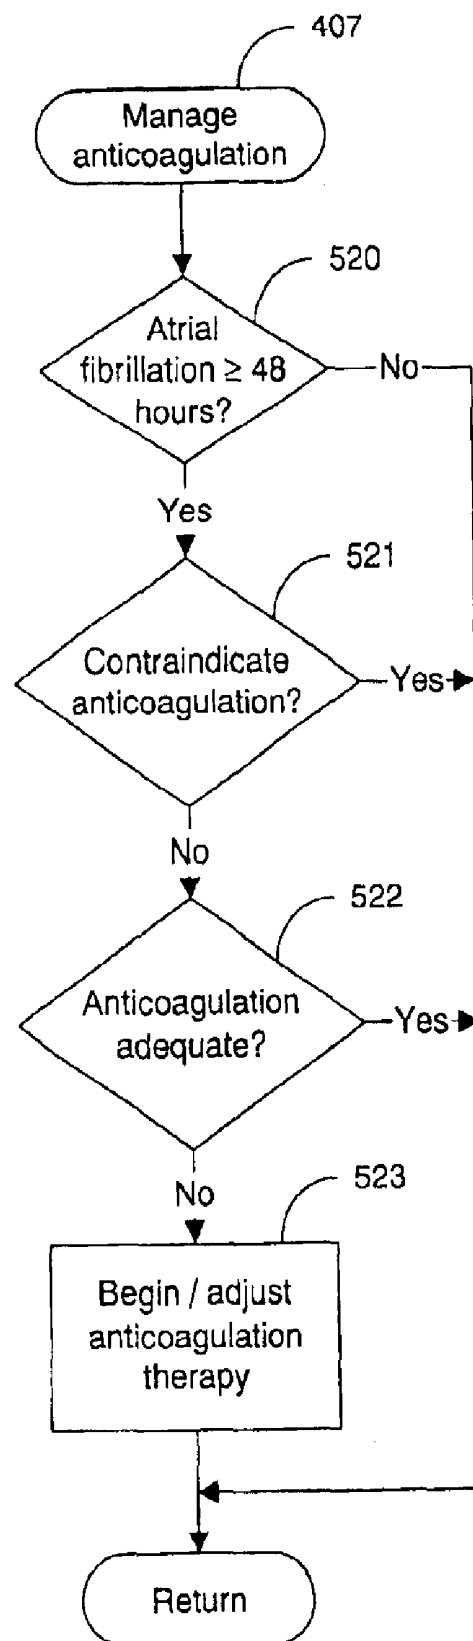 407
Manage
anticoagulation
520
Atrial
fibrillation ≥ 48
hours?
No
Yes
521
Contraindicate
anticoagulation?
Yes
No
522
Anticoagulation
adequate?
Yes
No
523
Begin / adjust
anticoagulation
therapy
Return